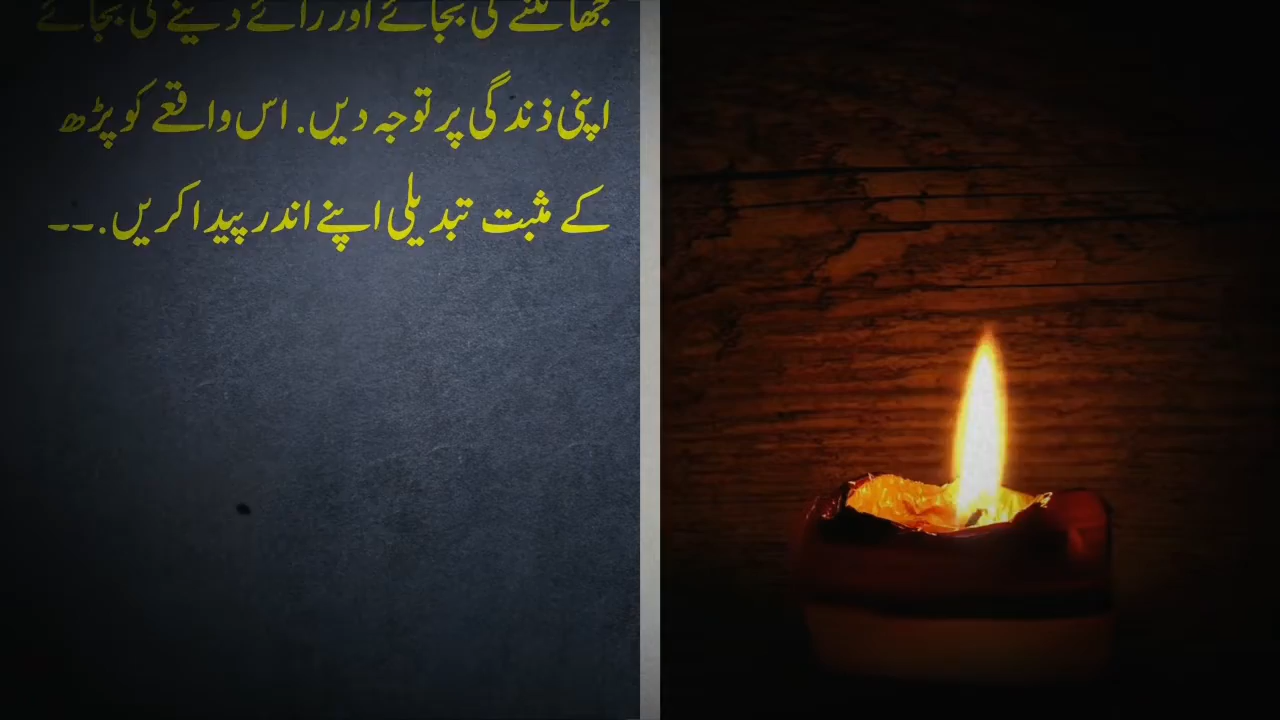 جھانکنے کی بجائے اور رائے دینے کی بجائے
اپنی ذندگی پر توجہ دیں. اس واقعے کو پڑھ
کے مثبت تبدیلی اپنے اندر پیدا کریں.۔۔